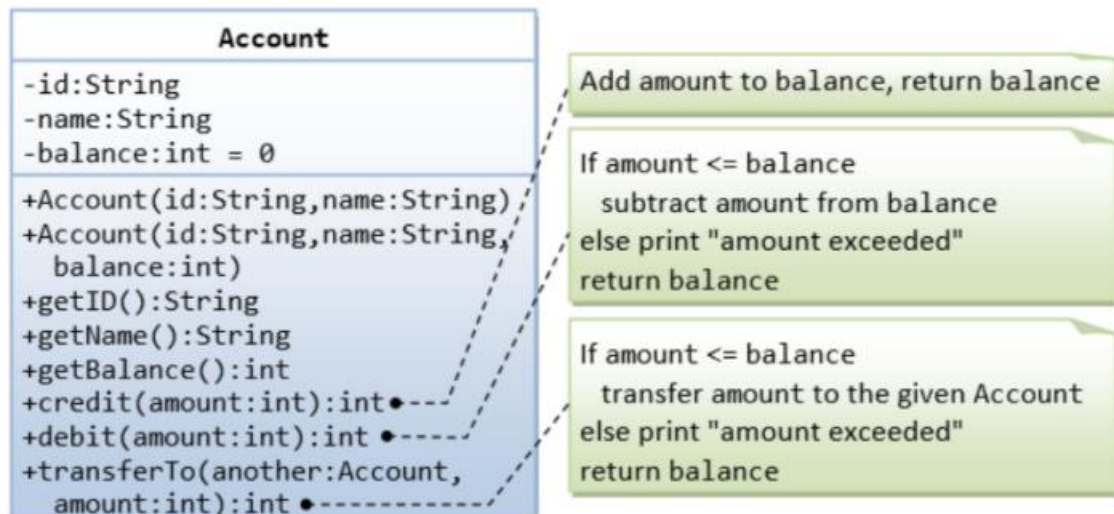 Account
-id:String
-name:String
-balance:int = 0
+Account(id:String,name:String)
+Account(id:String,name:String,
balance:int)
+getID():String
+getName():String
+getBalance():int
+credit(amount:int):int
+debit(amount:int):int
+transferTo(another:Account,
amount:int):int
Add amount to balance, return balance
If amount <= balance
subtract amount from balance
else print "amount exceeded"
return balance
If amount <= balance
transfer amount to the given Account
else print "amount exceeded"
return balance